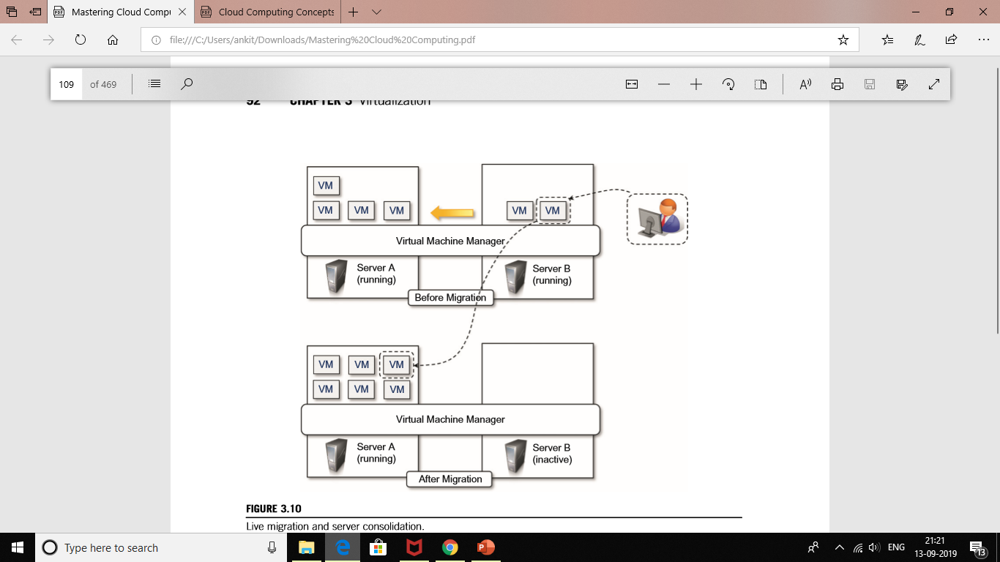 Mastering Cloud Compu
Cloud Computing Concepts
file:///C:/Users/ankit/Downloads/Mastering%20Cloud%20Computing.pdf
109 of 469
92 CHAPTER 3 Virtualization
VM
VM VM VM VM VM
Virtual Machine Manager
Server A
(running)
Server B
(running)
Before Migration
VM VM VM
VM VM VM
Virtual Machine Manager
Server A
(running)
Server B
(inactive)
After Migration
FIGURE 3.10
Live migration and server consolidation.
Type here to search
ENG
21:21
13-09-2019
13